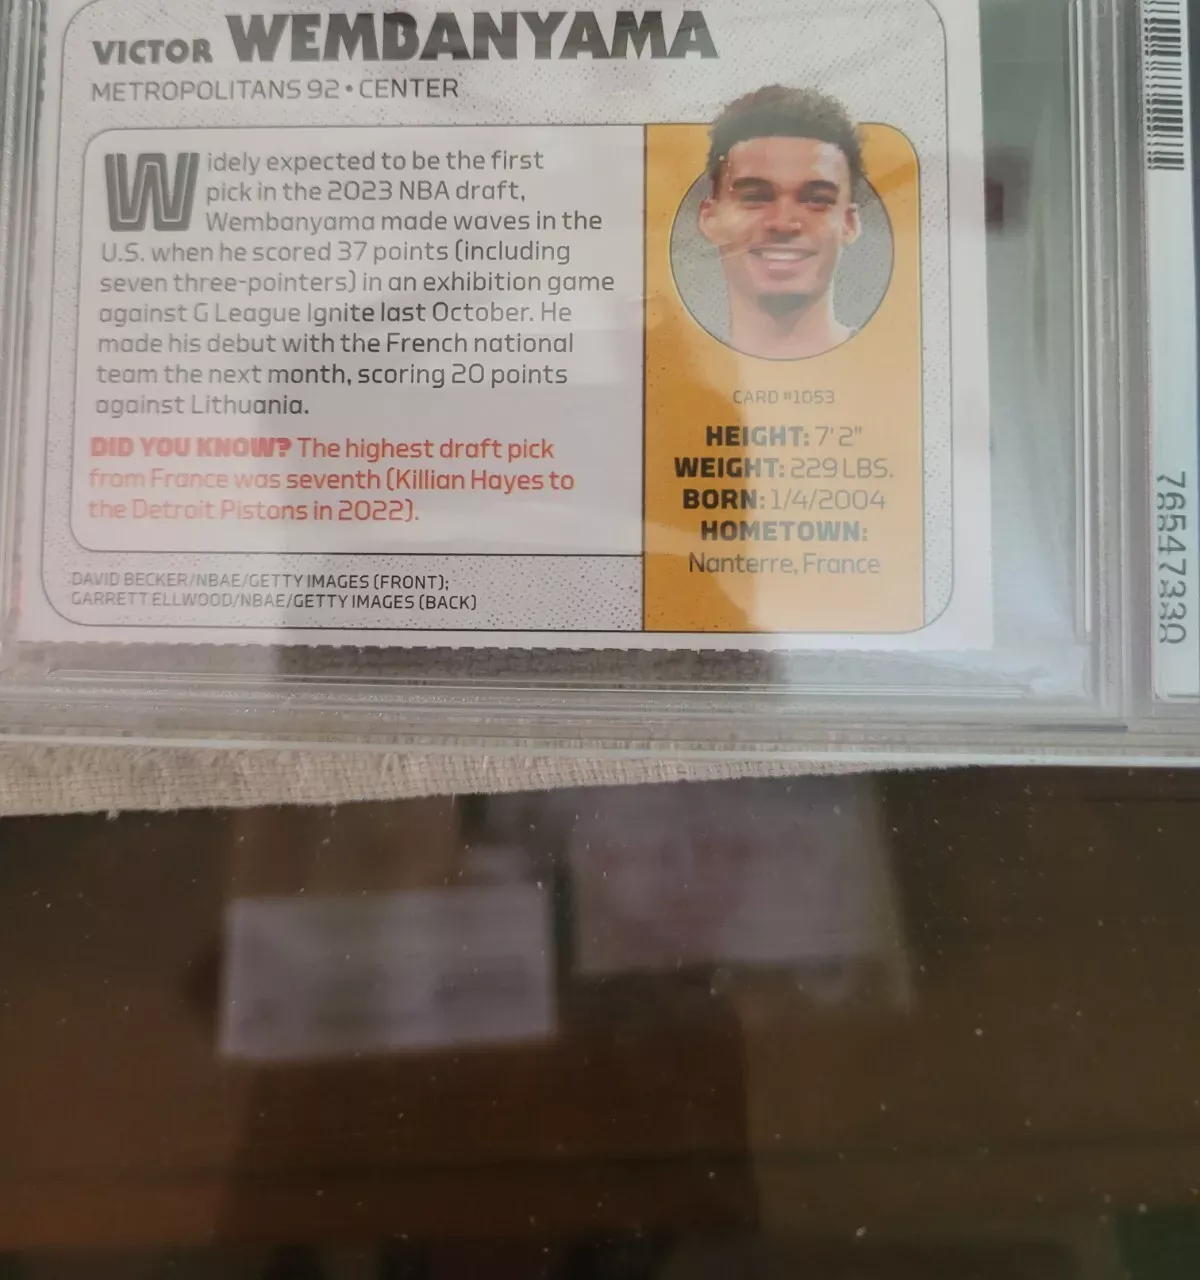 VICTOR WEMBANYAMA
METROPOLITANS 92 • CENTER
Widely expected to be the first
pick in the 2023 NBA draft,
Wembanyama made waves in the
U.S. when he scored 37 points (including
seven three-pointers) in an exhibition game
against G League Ignite last October. He
made his debut with the French national
team the next month, scoring 20 points
against Lithuania.
DID YOU KNOW? The highest draft pick
from France was seventh (Killian Hayes to
the Detroit Pistons in 2022).
DAVID BECKER/NBAE/GETTY IMAGES (FRONT);
GARRETT ELLWOOD/NBAE/GETTY IMAGES (BACK)
CARD #1053
HEIGHT: 7' 2"
WEIGHT: 229 LBS.
BORN: 1/4/2004
HOMETOWN:
Nanterre, France
76547330